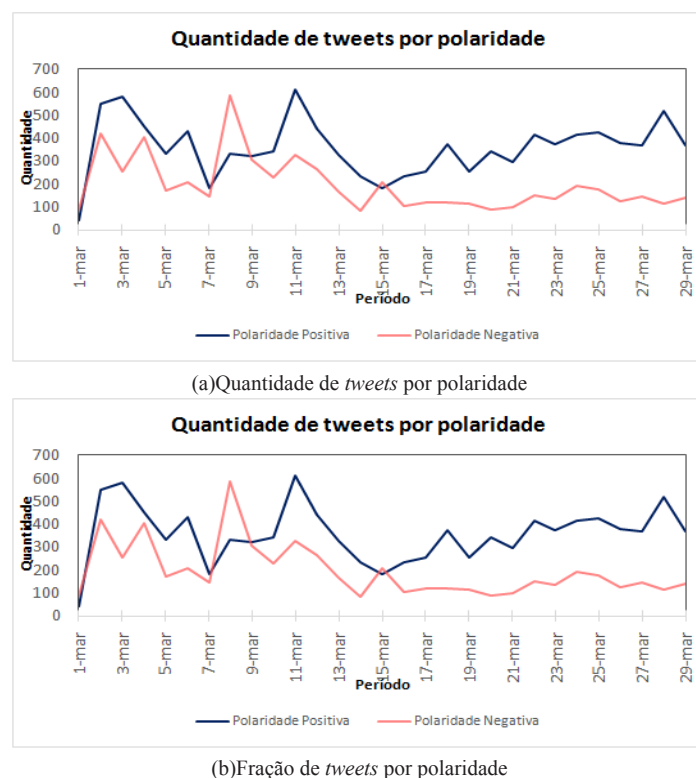 Quantidade de tweets por polaridade
700
600
500
400
300
200
100
0
Quantidade
1-mar
3-mar
5-mar
7-mar
9-mar
11-mar
13-mar
15-mar
17-mar
19-mar
21-mar
23-mar
25-mar
27-mar
29-mar
Período
Polaridade Positiva Polaridade Negativa
(a)Quantidade de tweets por polaridade
Quantidade de tweets por polaridade
700
600
500
400
300
200
100
0
Quantidade
1-mar
3-mar
5-mar
7-mar
9-mar
11-mar
13-mar
15-mar
17-mar
19-mar
21-mar
23-mar
25-mar
27-mar
29-mar
Período
Polaridade Positiva Polaridade Negativa
(b)Fração de tweets por polaridade